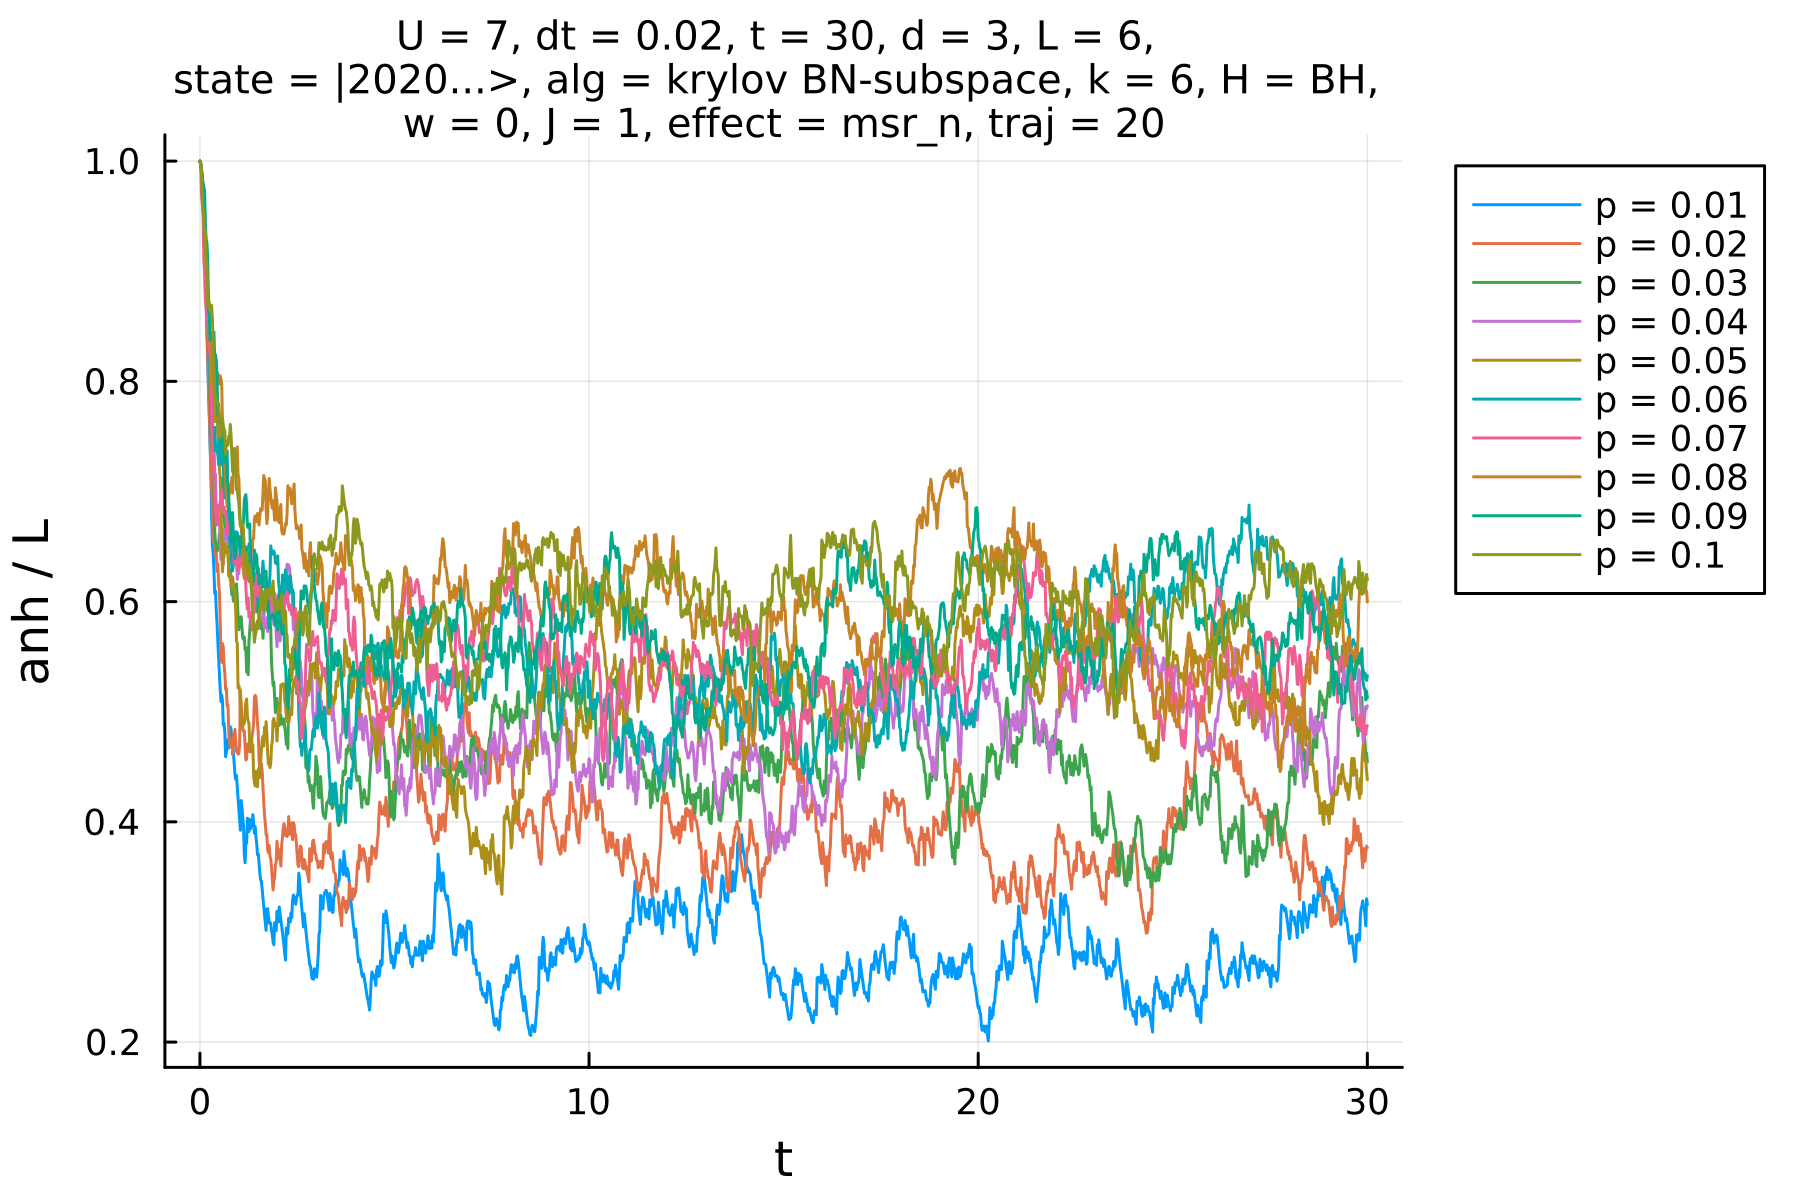 U = 7, dt = 0.02, t = 30, d = 3, L = 6,
state = |2020...>, alg = krylov BN-subspace, k = 6, H = BH,
w = 0, J = 1, effect = msr_n, traj = 20
anh / L
1.0
0.8
0.6
0.4
0.2
0
10
20
30
t
p = 0.01
p = 0.02
p = 0.03
p = 0.04
p = 0.05
p = 0.06
p = 0.07
p = 0.08
p = 0.09
p = 0.1